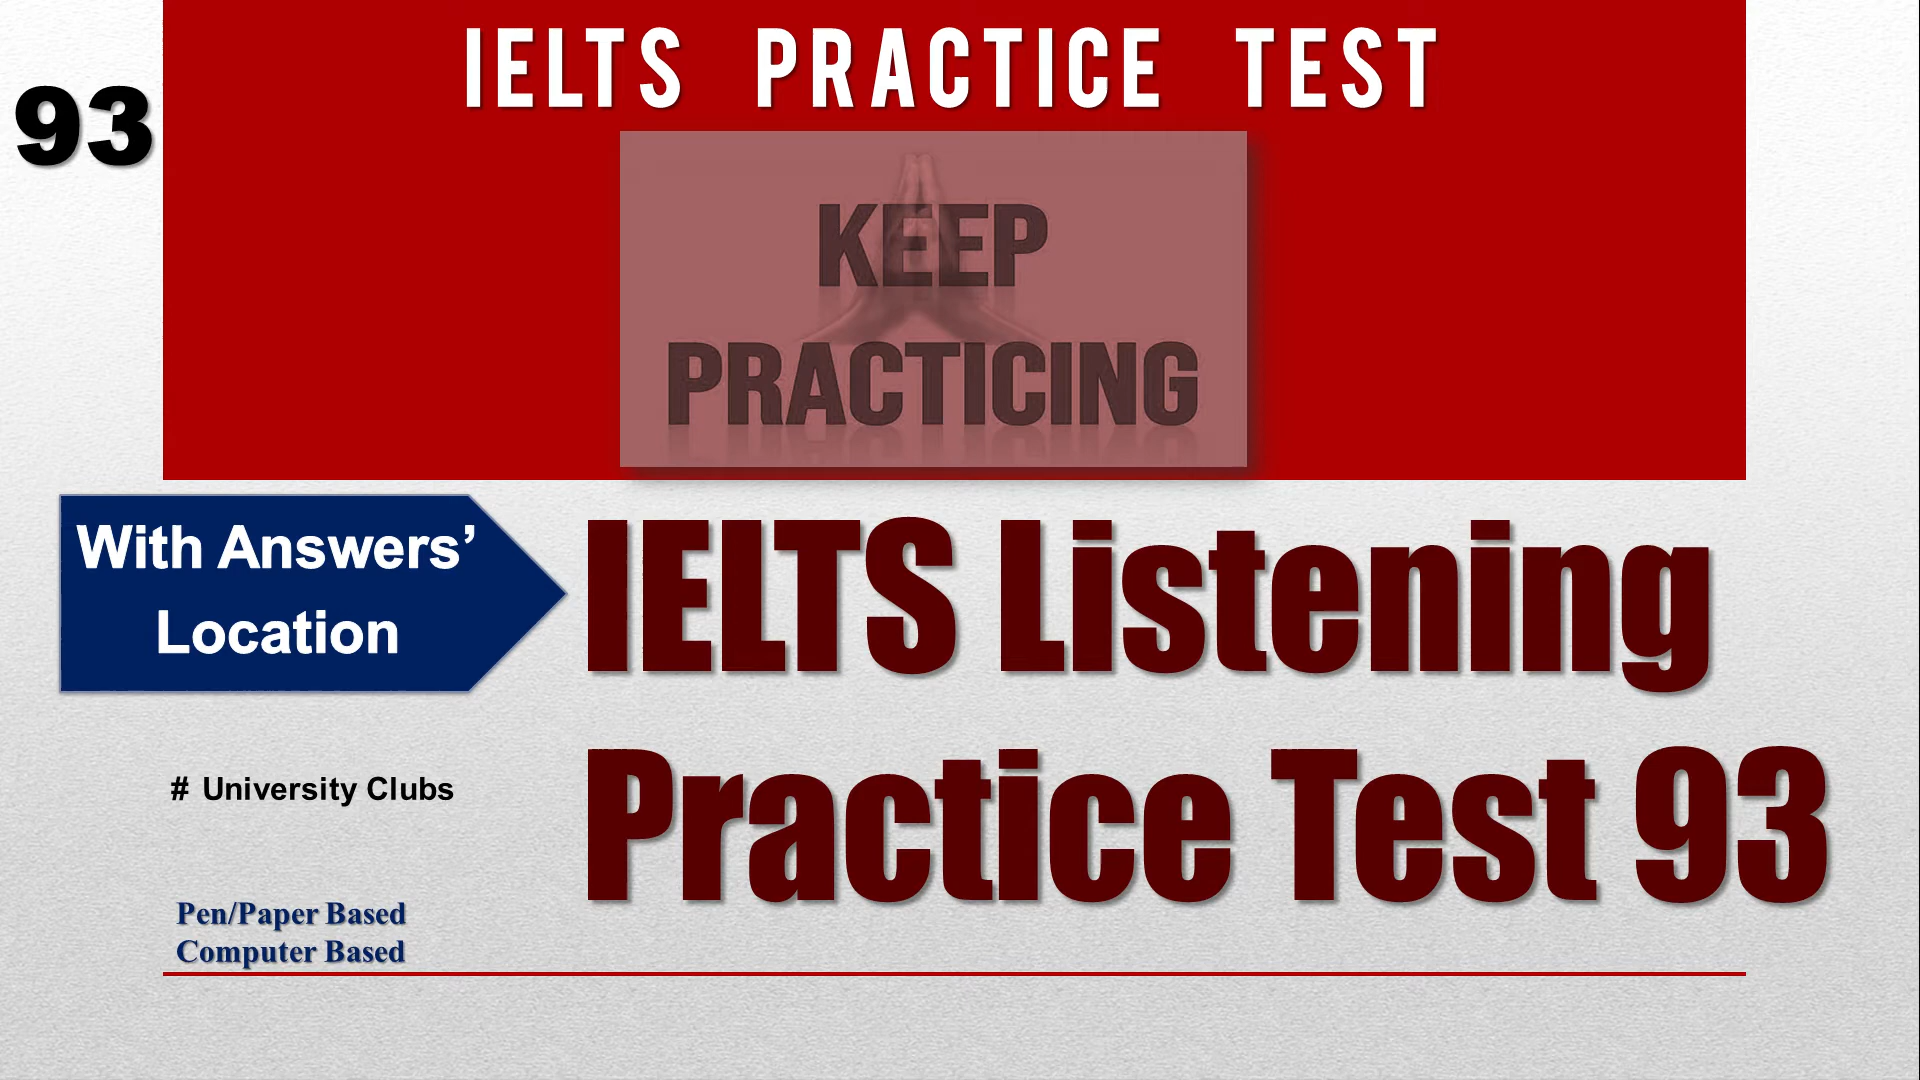 IELTS PRACTICE TEST
93
KEEP
PRACTICING
With Answers’
Location
IELTS Listening
Practice Test 93
# University Clubs
Pen/Paper Based
Computer Based